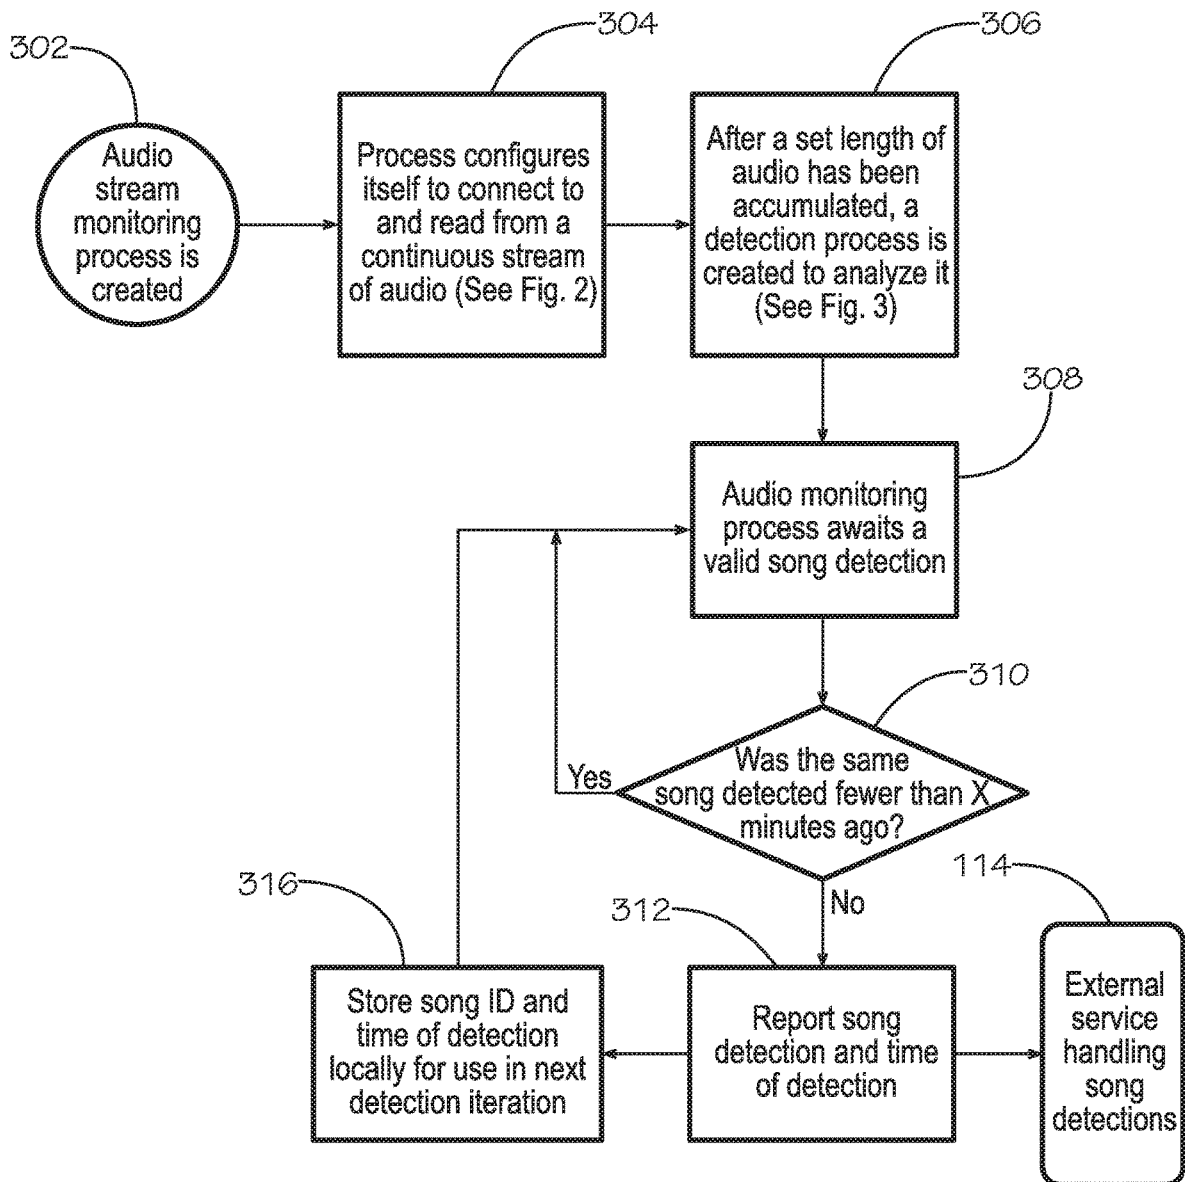 302
304
306
Audio
stream
monitoring
process is
created
Process configures
itself to connect to
and read from a
continuous stream
of audio (See Fig. 2)
After a set length of
audio has been
accumulated, a
detection process is
created to analyze it
(See Fig. 3)
308
Audio monitoring
process awaits a
valid song detection
310
Was the same
song detected fewer than X
minutes ago?
Yes
No
316
312
114
Store song ID and
time of detection
locally for use in next
detection iteration
Report song
detection and time
of detection
External
service
handling
song
detections